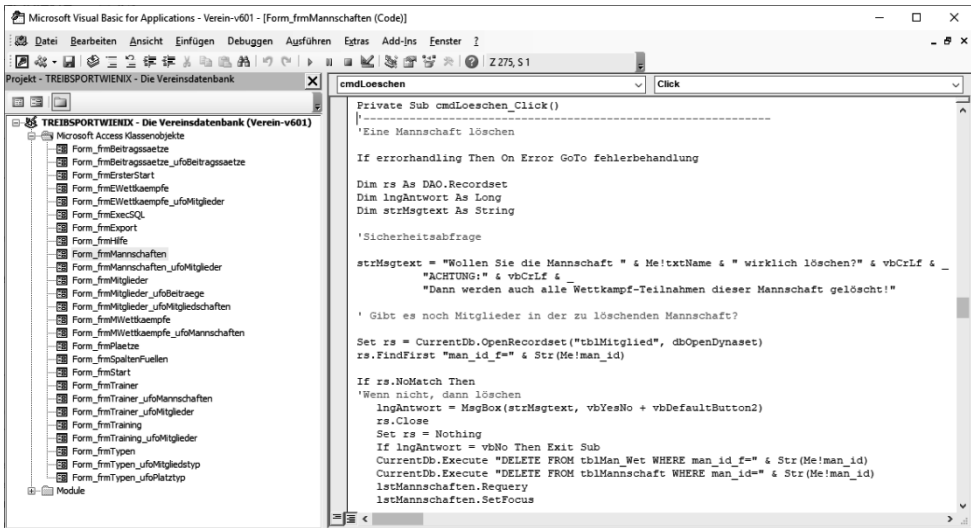 Microsoft Visual Basic for Applications - Verein-v601 - [Form_frmMannschaften (Code)]
Datei Bearbeiten Ansicht Einfügen Debuggen Ausführen Extras Add-Ins Fenster ?
Z 275, S 1
Projekt - TREIBSPORTWIENIX - Die Vereinsdatenbank
TREIBSPORTWIENIX - Die Vereinsdatenbank (Verein-v601)
Microsoft Access Klassenobjekte
Form_frmBeitragssaetze
Form_frmBeitragssaetze_ufoBeitragssaetze
Form_frmErsterStart
Form_frmEWettkaempfe
Form_frmEWettkaempfe_ufoMitglieder
Form_frmExecSQL
Form_frmExport
Form_frmHilfe
Form_frmMannschaften
Form_frmMannschaften_ufoMitglieder
Form_frmMitglieder
Form_frmMitglieder_ufoBeitraege
Form_frmMitglieder_ufoMitgliedschaften
Form_frmMWettkaempfe
Form_frmMWettkaempfe_ufoMannschaften
Form_frmPlaetze
Form_frmSpaltenFuellen
Form_frmStart
Form_frmTrainer
Form_frmTrainer_ufoMannschaften
Form_frmTrainer_ufoMitglieder
Form_frmTraining
Form_frmTraining_ufoMitglieder
Form_frmTypen
Form_frmTypen_ufoMitgliedstyp
Form_frmTypen_ufoPlatztyp
Module
cmdLoeschen Click
Private Sub cmdLoeschen_Click()
'---------------------------------------------------------------
'Eine Mannschaft löschen
If errorhandling Then On Error GoTo fehlerbehandlung
Dim rs As DAO.Recordset
Dim lngAntwort As Long
Dim strMsgtext As String
'Sicherheitsabfrage
strMsgtext = "Wollen Sie die Mannschaft " & Me!txtName & " wirklich löschen?" & vbCrLf & _
"ACHTUNG:" & vbCrLf & _
"Dann werden auch alle Wettkampf-Teilnahmen dieser Mannschaft gelöscht!"
' Gibt es noch Mitglieder in der zu löschenden Mannschaft?
Set rs = CurrentDb.OpenRecordset("tblMitglied", dbOpenDynaset)
rs.FindFirst "man_id_f=" & Str(Me!man_id)
If rs.NoMatch Then
'Wenn nicht, dann löschen
lngAntwort = MsgBox(strMsgtext, vbYesNo + vbDefaultButton2)
rs.Close
Set rs = Nothing
If lngAntwort = vbNo Then Exit Sub
CurrentDb.Execute "DELETE FROM tblMan_Wet WHERE man_id_f=" & Str(Me!man_id)
CurrentDb.Execute "DELETE FROM tblMannschaft WHERE man_id=" & Str(Me!man_id)
lstMannschaften.Requery
lstMannschaften.SetFocus